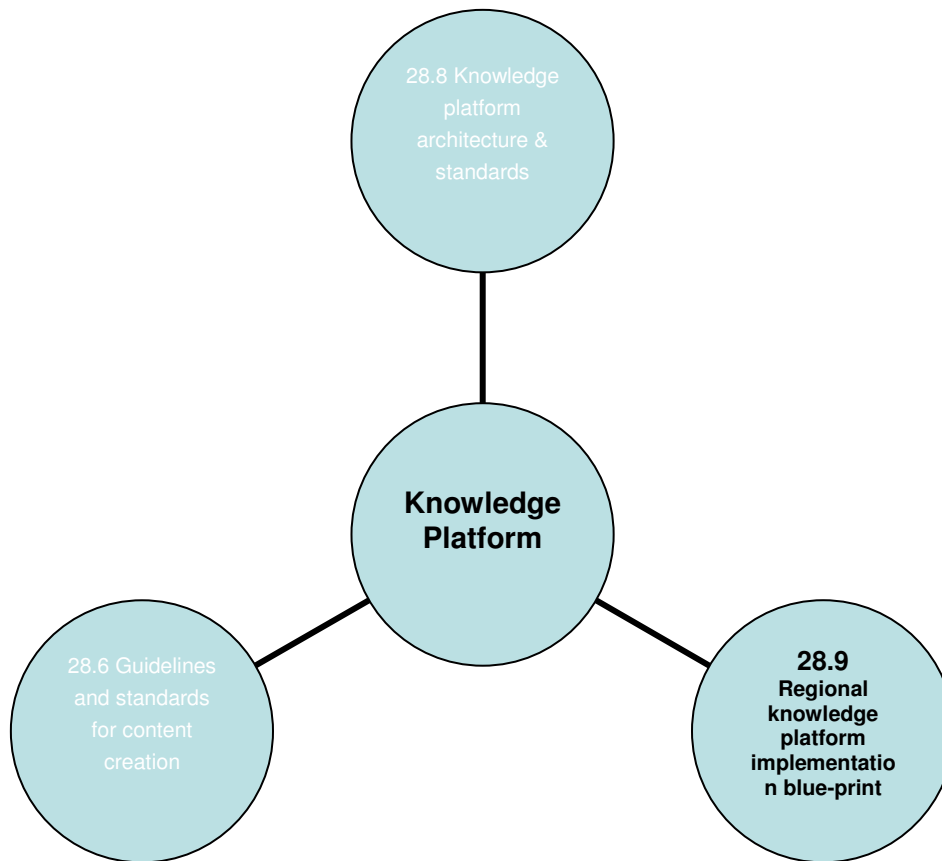 28.8 Knowledge
platform
architecture &
standards
Knowledge
Platform
28.6 Guidelines
and standards
for content
creation
28.9
Regional
knowledge
platform
implementatio
n blue-print